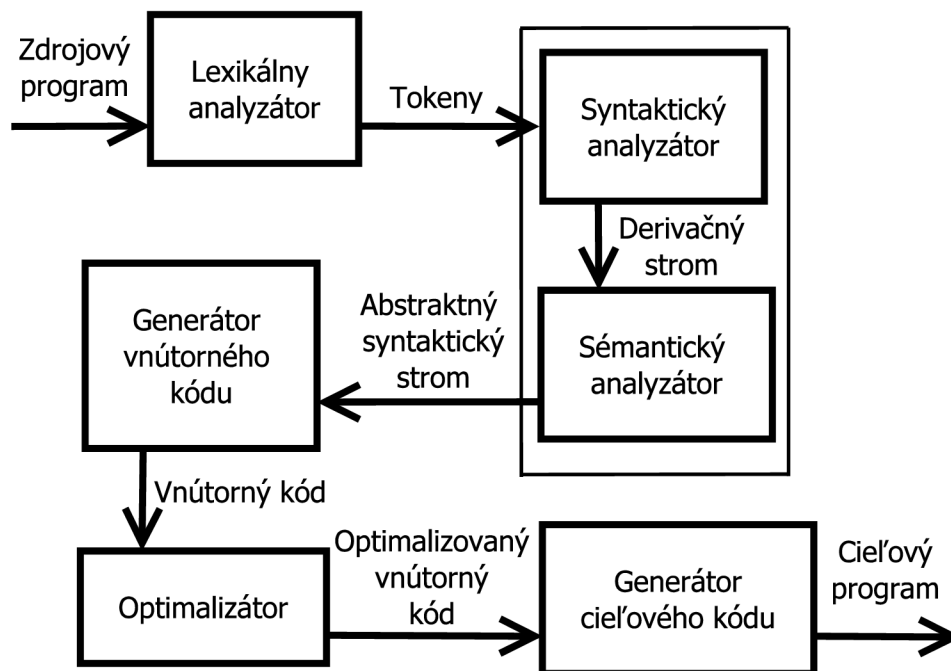 Zdrojový
program
Lexikálny
analyzátor
Tokeny
Syntaktický
analyzátor
Derivačný
strom
Sémantický
analyzátor
Abstraktný
syntaktický
strom
Generátor
vnútorného
kódu
Vnútorný kód
Optimalizátor
Optimalizovaný
vnútorný
kód
Generátor
cieľového kódu
Cieľový
program